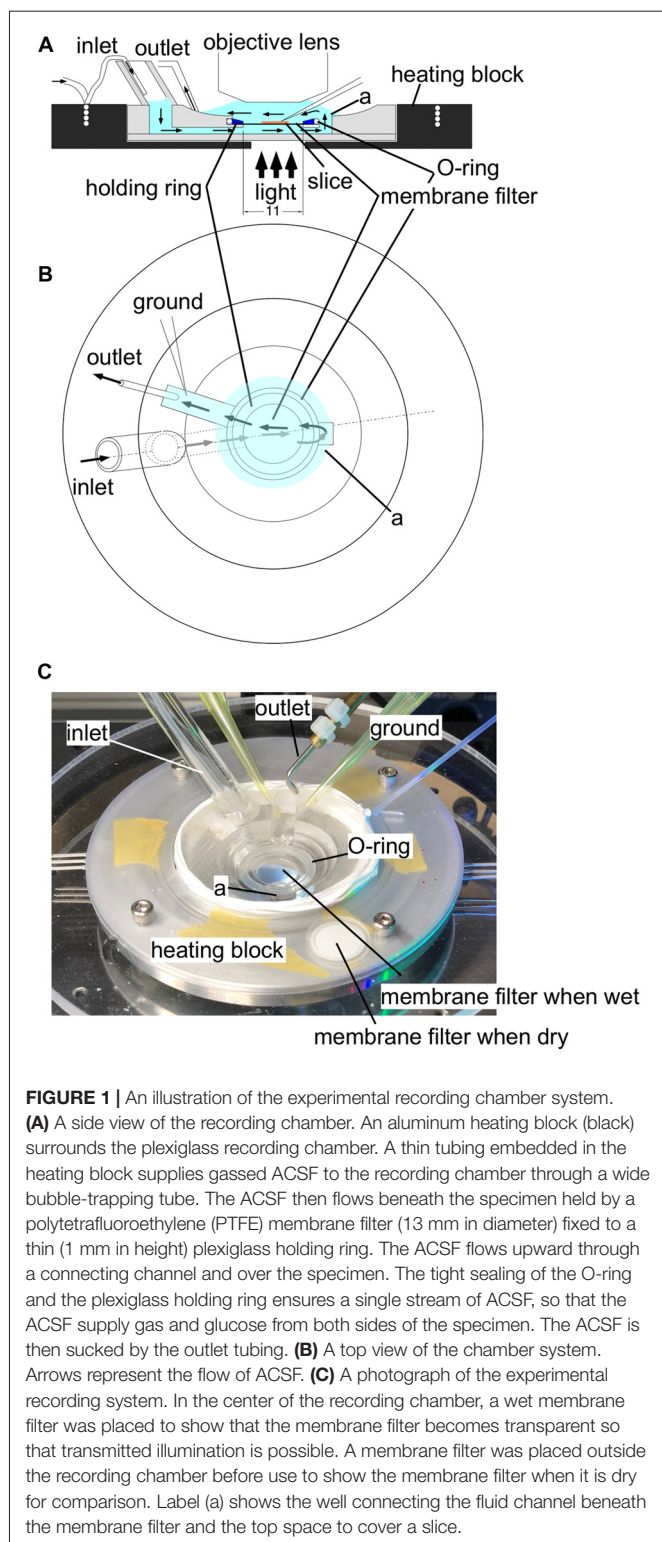 A
inlet
outlet
objective lens
heating block
a
O-ring
holding ring
light
slice
membrane filter
11
B
ground
outlet
inlet
a
C
inlet
outlet
ground
O-ring
a
heating block
membrane filter when wet
membrane filter when dry
FIGURE 1 | An illustration of the experimental recording chamber system.
(A) A side view of the recording chamber. An aluminum heating block (black)
surrounds the plexiglass recording chamber. A thin tubing embedded in the
heating block supplies gassed ACSF to the recording chamber through a wide
bubble-trapping tube. The ACSF then flows beneath the specimen held by a
polytetrafluoroethylene (PTFE) membrane filter (13 mm in diameter) fixed to a
thin (1 mm in height) plexiglass holding ring. The ACSF flows upward through
a connecting channel and over the specimen. The tight sealing of the O-ring
and the plexiglass holding ring ensures a single stream of ACSF, so that the
ACSF supply gas and glucose from both sides of the specimen. The ACSF is
then sucked by the outlet tubing. (B) A top view of the chamber system.
Arrows represent the flow of ACSF. (C) A photograph of the experimental
recording system. In the center of the recording chamber, a wet membrane
filter was placed to show that the membrane filter becomes transparent so
that transmitted illumination is possible. A membrane filter was placed outside
the recording chamber before use to show the membrane filter when it is dry
for comparison. Label (a) shows the well connecting the fluid channel beneath
the membrane filter and the top space to cover a slice.